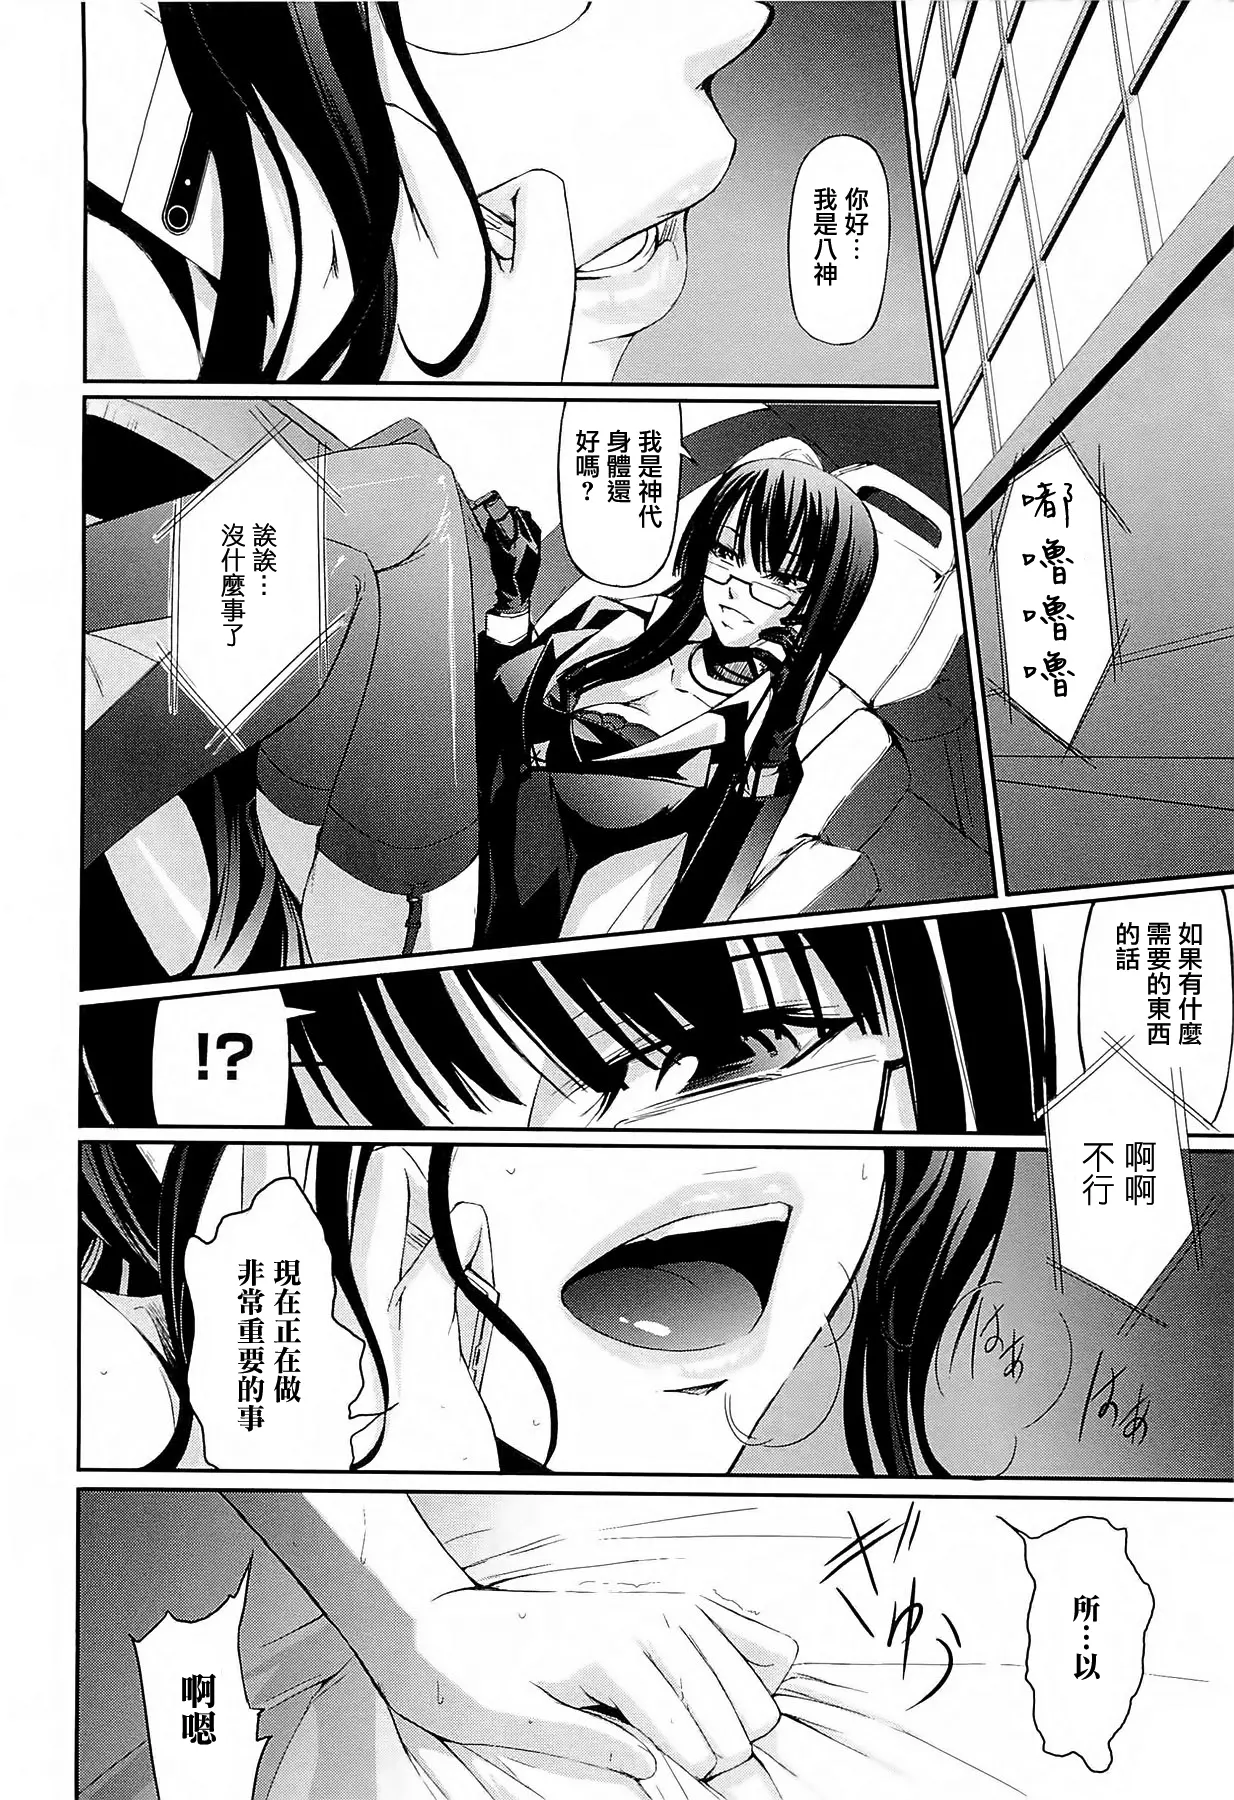 嘟
嚕
嚕
嚕
你好…
我是八神
我是神代
身體還
好嗎？
誒誒…
沒什麼事了
如果有什麼
需要的東西
的話
啊啊
不行
!?
はぁ
はぁ
現在正在做
非常重要的事
所…以
ぎゅぅ
啊嗯